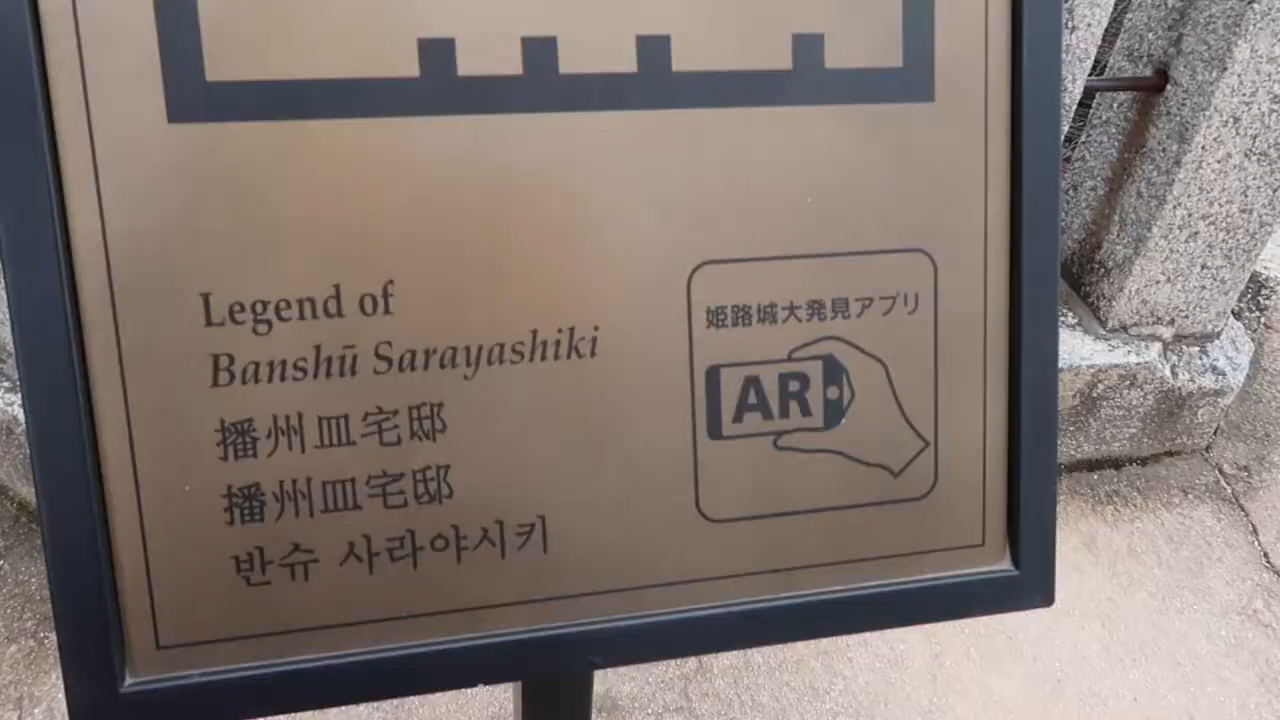 Legend of
Banshū Sarayashiki
播州皿宅邸
播州皿宅邸
반슈 사라야시키
姫路城大発見アプリ
AR